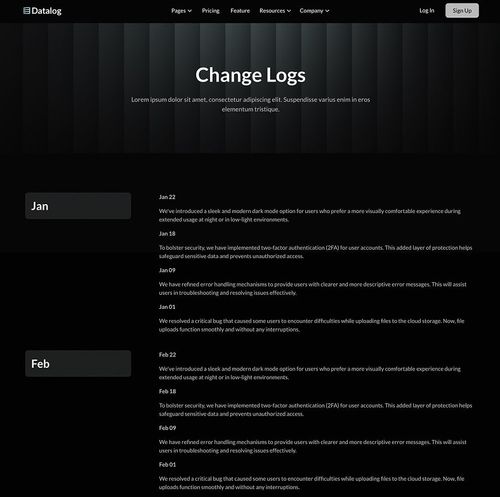 Datalog
Pages
Pricing
Feature
Resources
Company
Log In
Sign Up
Change Logs
Lorem ipsum dolor sit amet, consectetur adipiscing elit. Suspendisse varius enim in eros
elementum tristique.
Jan
Jan 22
We've introduced a sleek and modern dark mode option for users who prefer a more visually comfortable experience during
extended usage at night or in low-light environments.
Jan 18
To bolster security, we have implemented two-factor authentication (2FA) for user accounts. This added layer of protection helps
safeguard sensitive data and prevents unauthorized access.
Jan 09
We have refined error handling mechanisms to provide users with clearer and more descriptive error messages. This will assist
users in troubleshooting and resolving issues effectively.
Jan 01
We resolved a critical bug that caused some users to encounter difficulties while uploading files to the cloud storage. Now, file
uploads function smoothly and without any interruptions.
Feb
Feb 22
We've introduced a sleek and modern dark mode option for users who prefer a more visually comfortable experience during
extended usage at night or in low-light environments.
Feb 18
To bolster security, we have implemented two-factor authentication (2FA) for user accounts. This added layer of protection helps
safeguard sensitive data and prevents unauthorized access.
Feb 09
We have refined error handling mechanisms to provide users with clearer and more descriptive error messages. This will assist
users in troubleshooting and resolving issues effectively.
Feb 01
We resolved a critical bug that caused some users to encounter difficulties while uploading files to the cloud storage. Now, file
uploads function smoothly and without any interruptions.